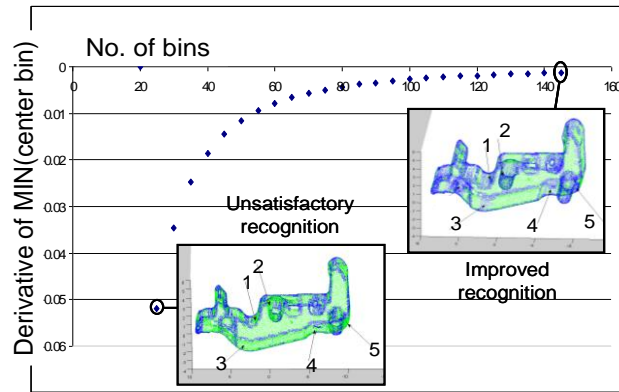 No. of bins
0
0 20 40 60 80 100 120 140 160
0.01
0.02
0.03
0.04
0.05
0.06
Derivative of MIN(center bin)
1 2
3 4 5
Improved
recognition
Unsatisfactory
recognition
2
1
3 4 5